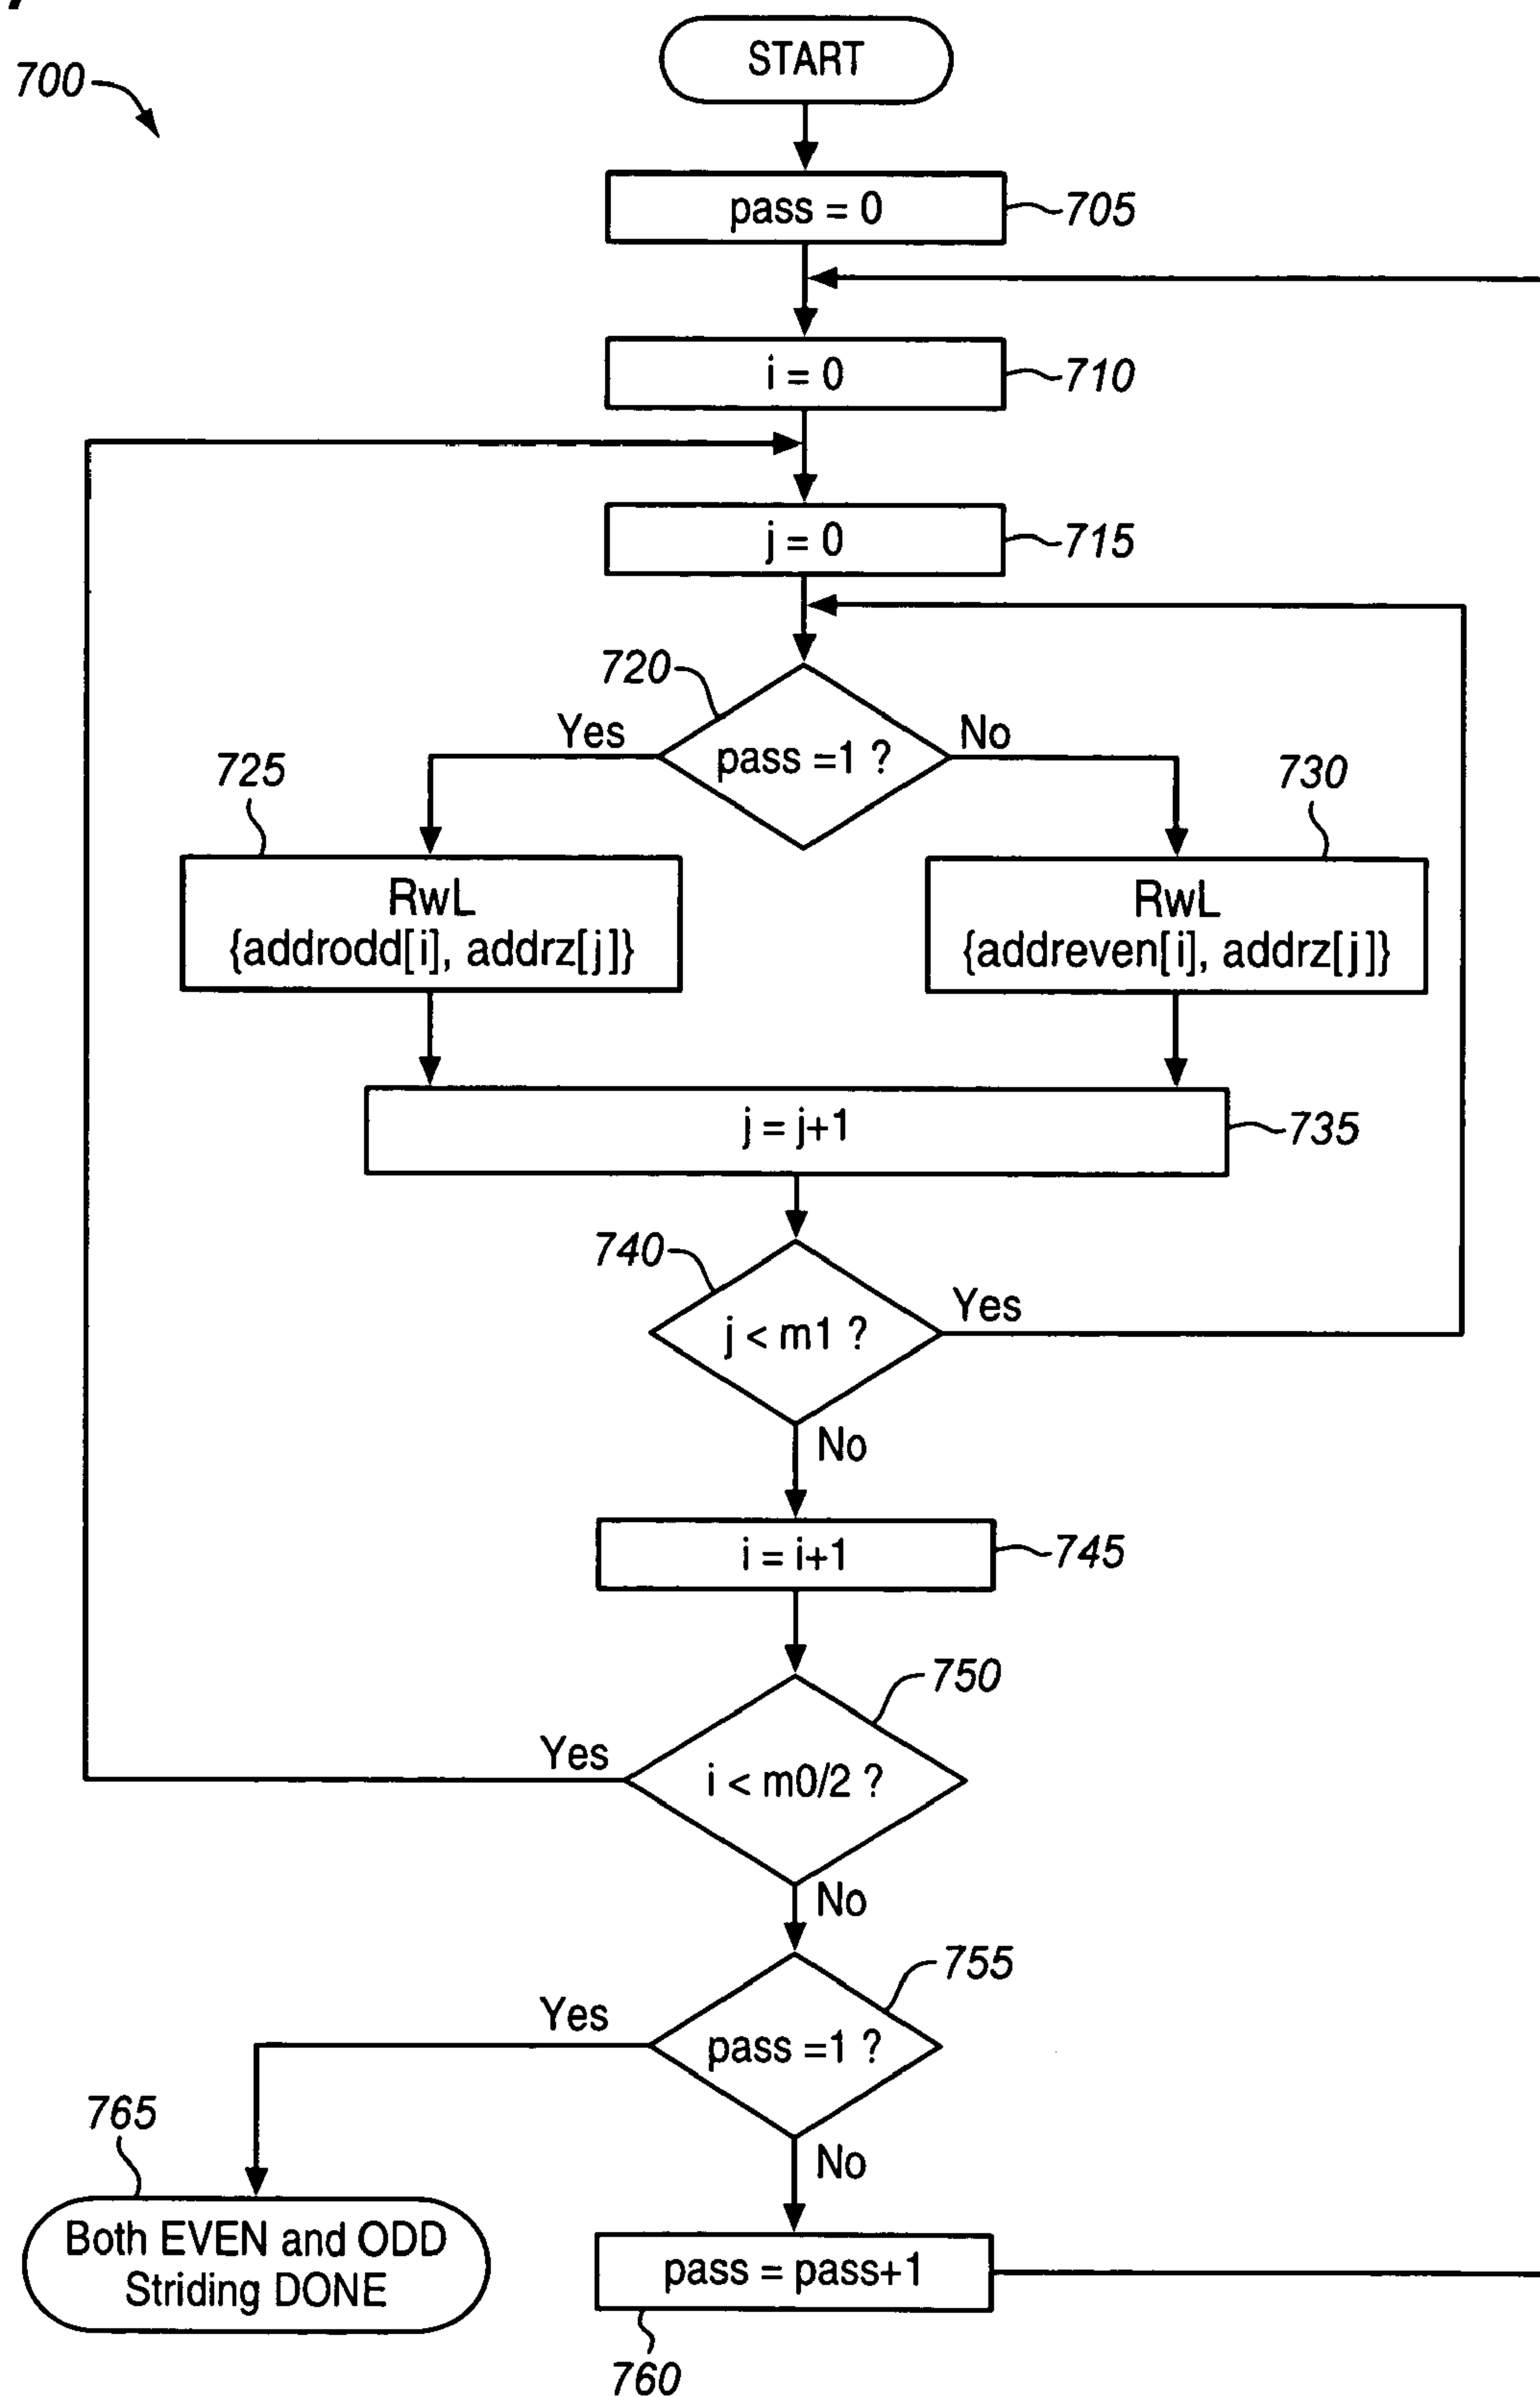 700
START
pass = 0
705
i = 0
710
j = 0
715
720
Yes
pass =1 ?
No
725
730
RwL
{addrodd[i], addrz[j]}
RwL
{addreven[i], addrz[j]}
j = j+1
735
740
j < m1 ?
Yes
No
i = i+1
745
750
Yes
i < m0/2 ?
No
755
Yes
pass =1 ?
765
No
Both EVEN and ODD
Striding DONE
pass = pass+1
760